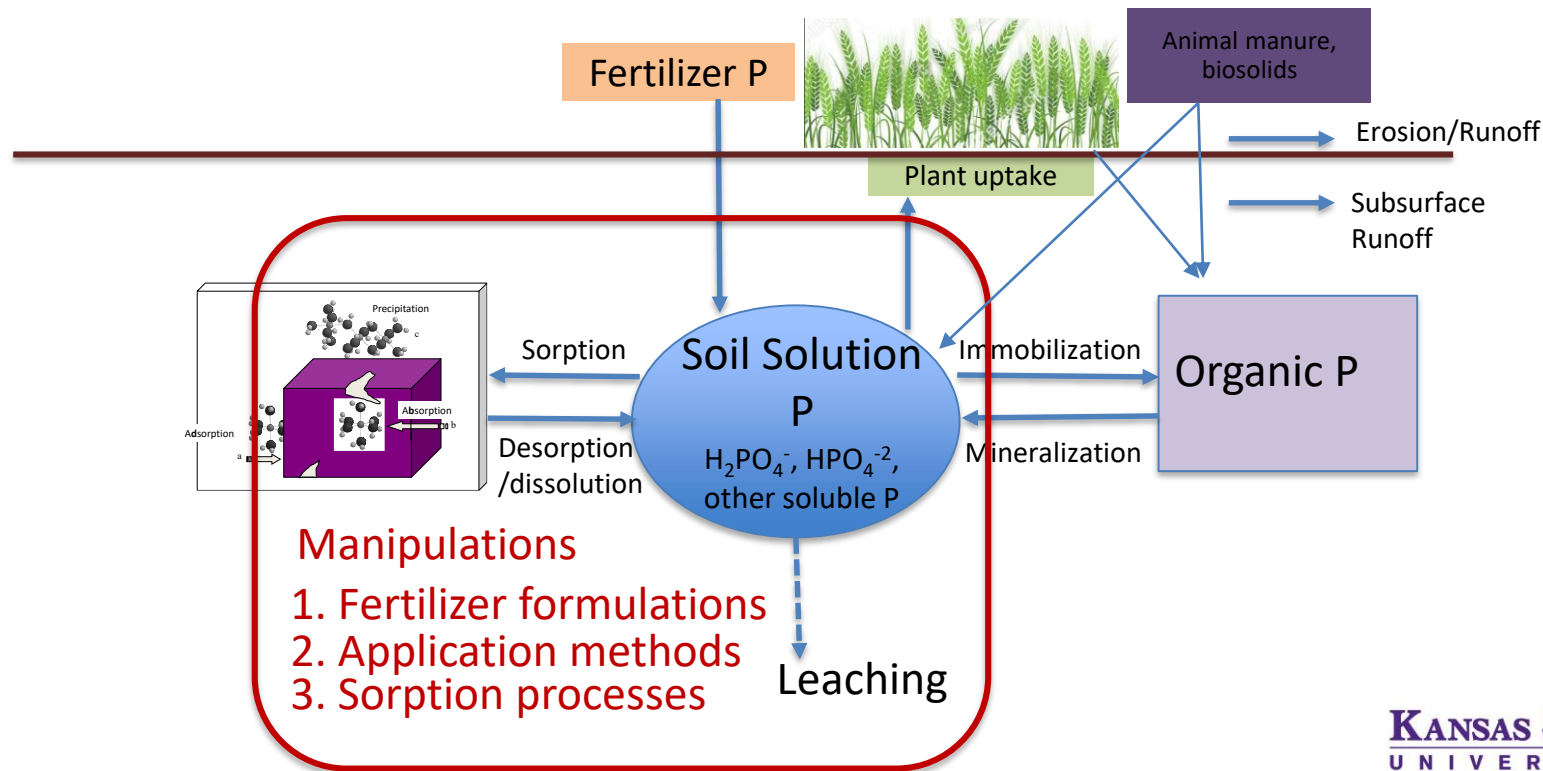 Fertilizer P
Animal manure,
biosolids
Erosion/Runoff
Plant uptake
Subsurface
Runoff
Precipitation
c
Absorption
b
Adsorption
a
Sorption
Desorption
/dissolution
Soil Solution
P
H₂PO₄⁻, HPO₄⁻²,
other soluble P
Immobilization
Mineralization
Organic P
Manipulations
1. Fertilizer formulations
2. Application methods
3. Sorption processes
Leaching
KANSAS